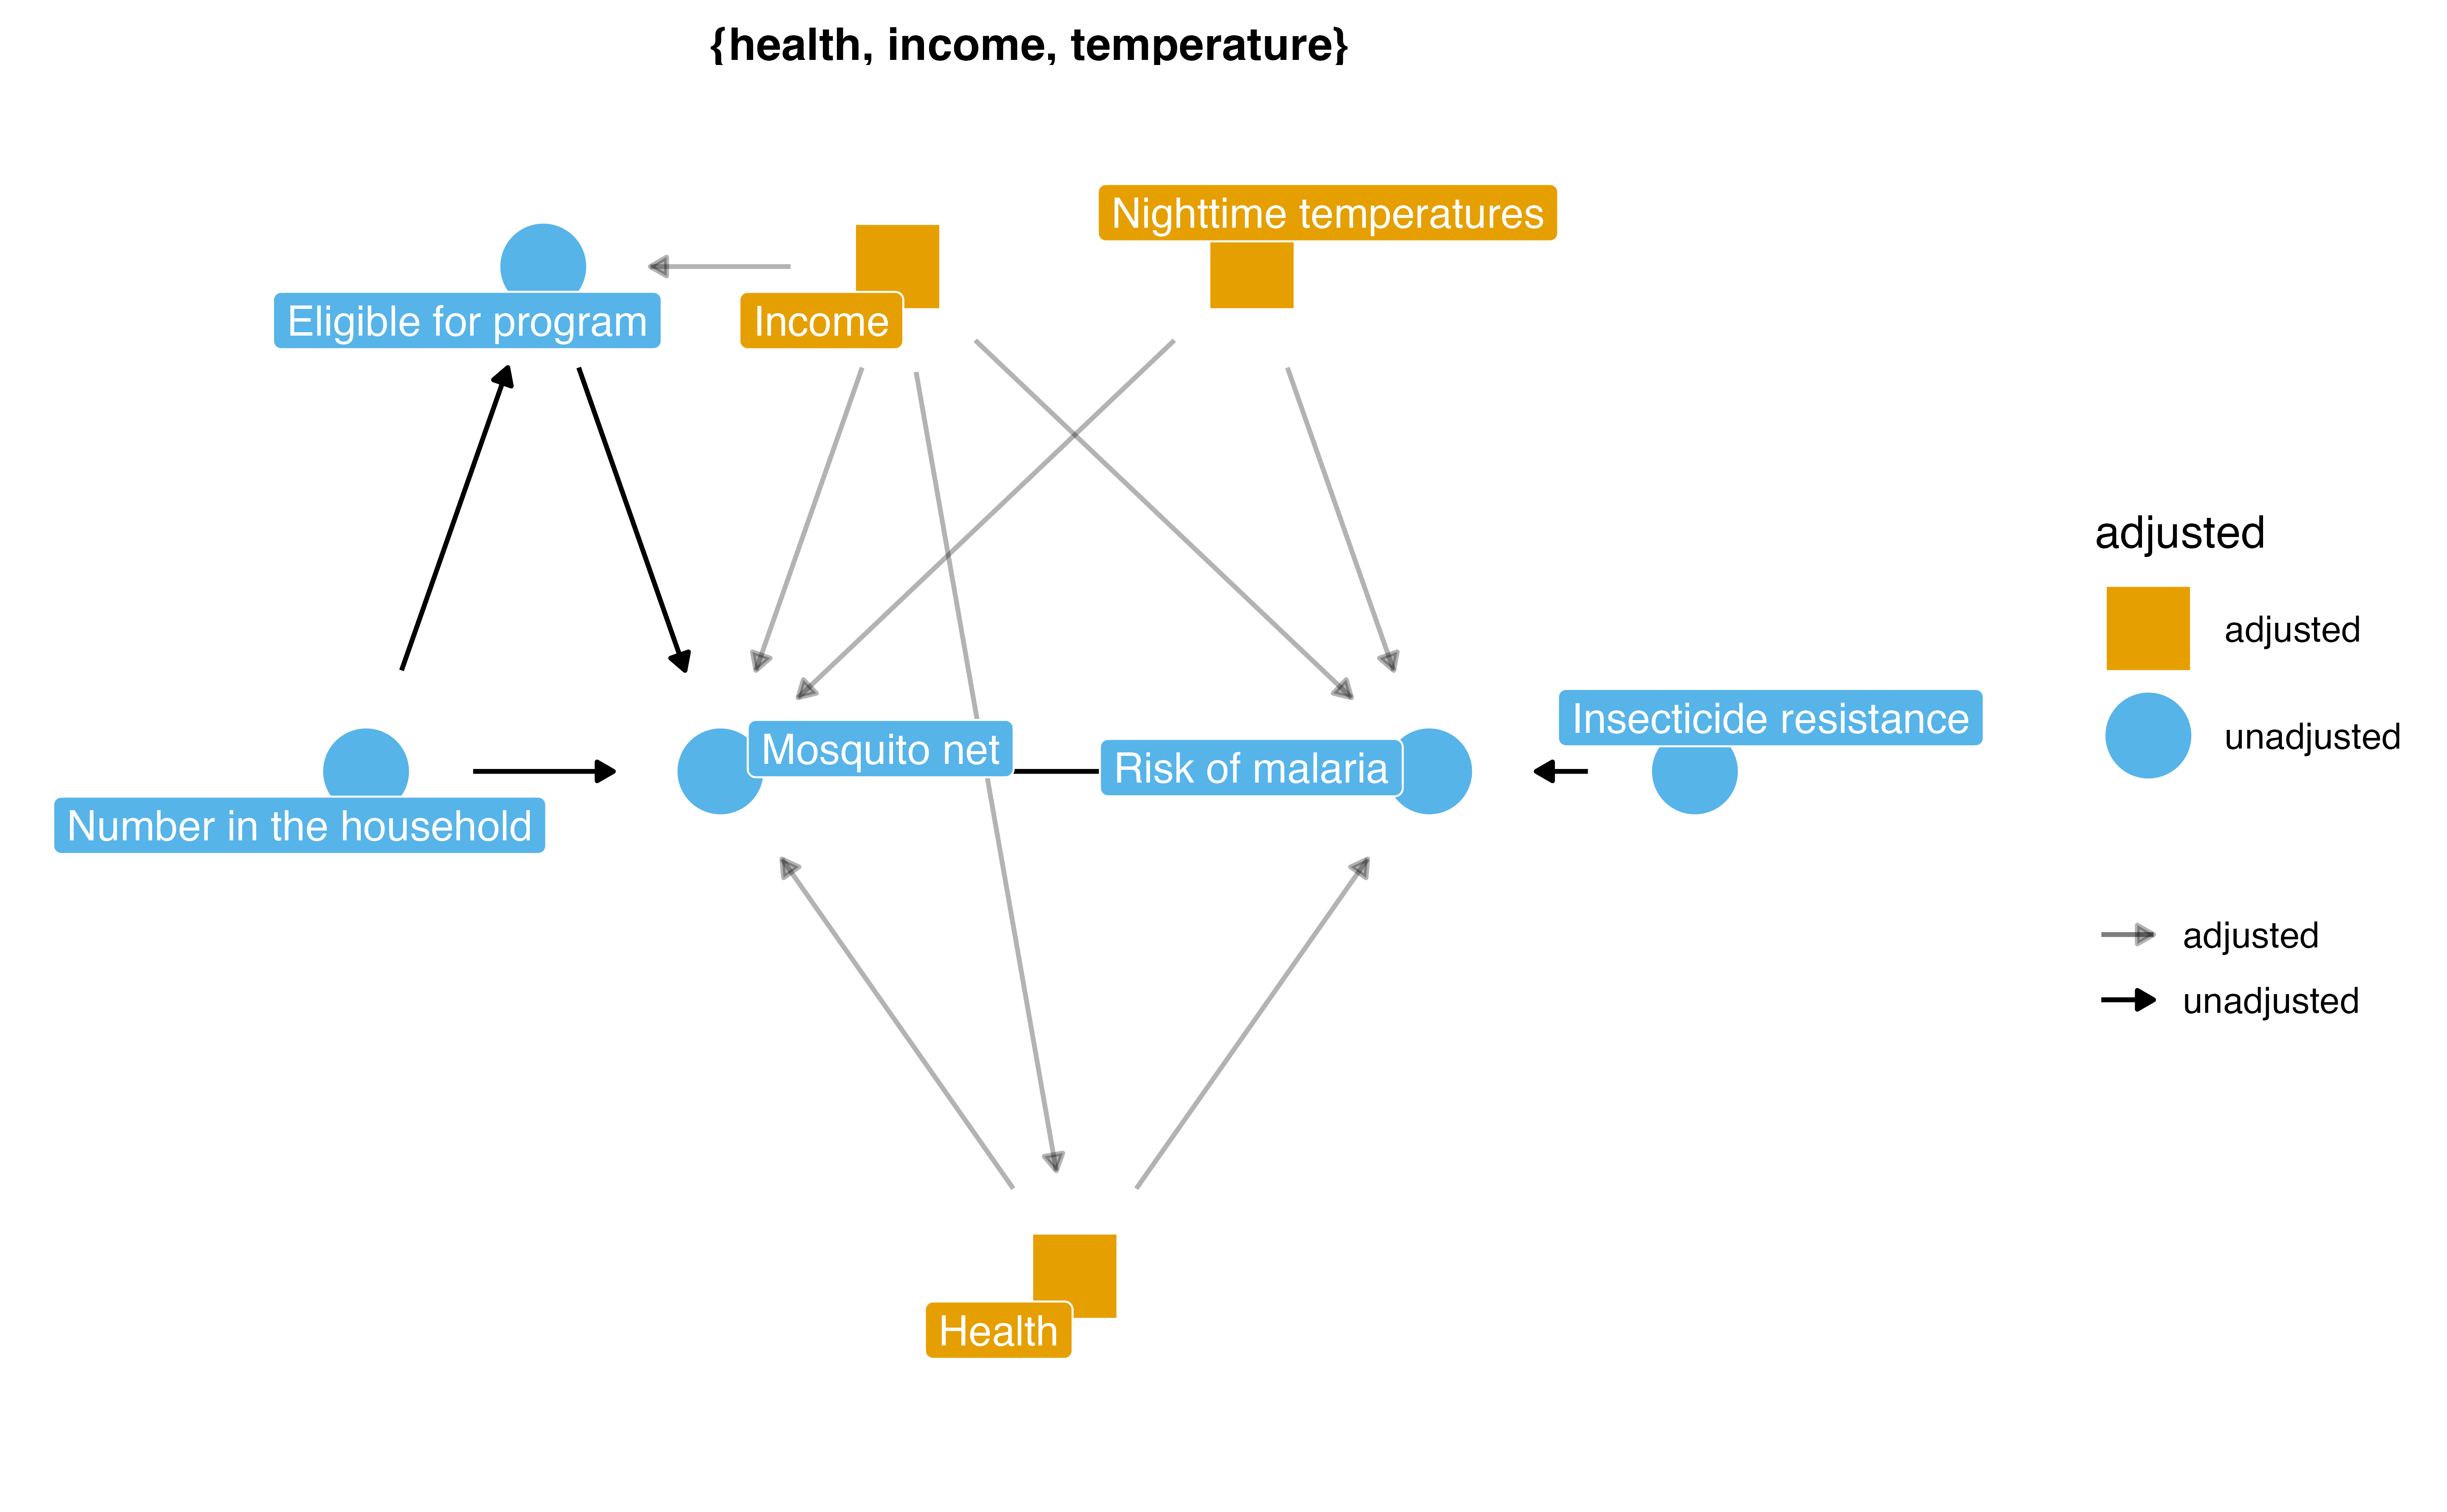 {health, income, temperature}
Nighttime temperatures
Eligible for program
Income
adjusted
adjusted
unadjusted
Insecticide resistance
Mosquito net
Risk of malaria
Number in the household
adjusted
unadjusted
Health